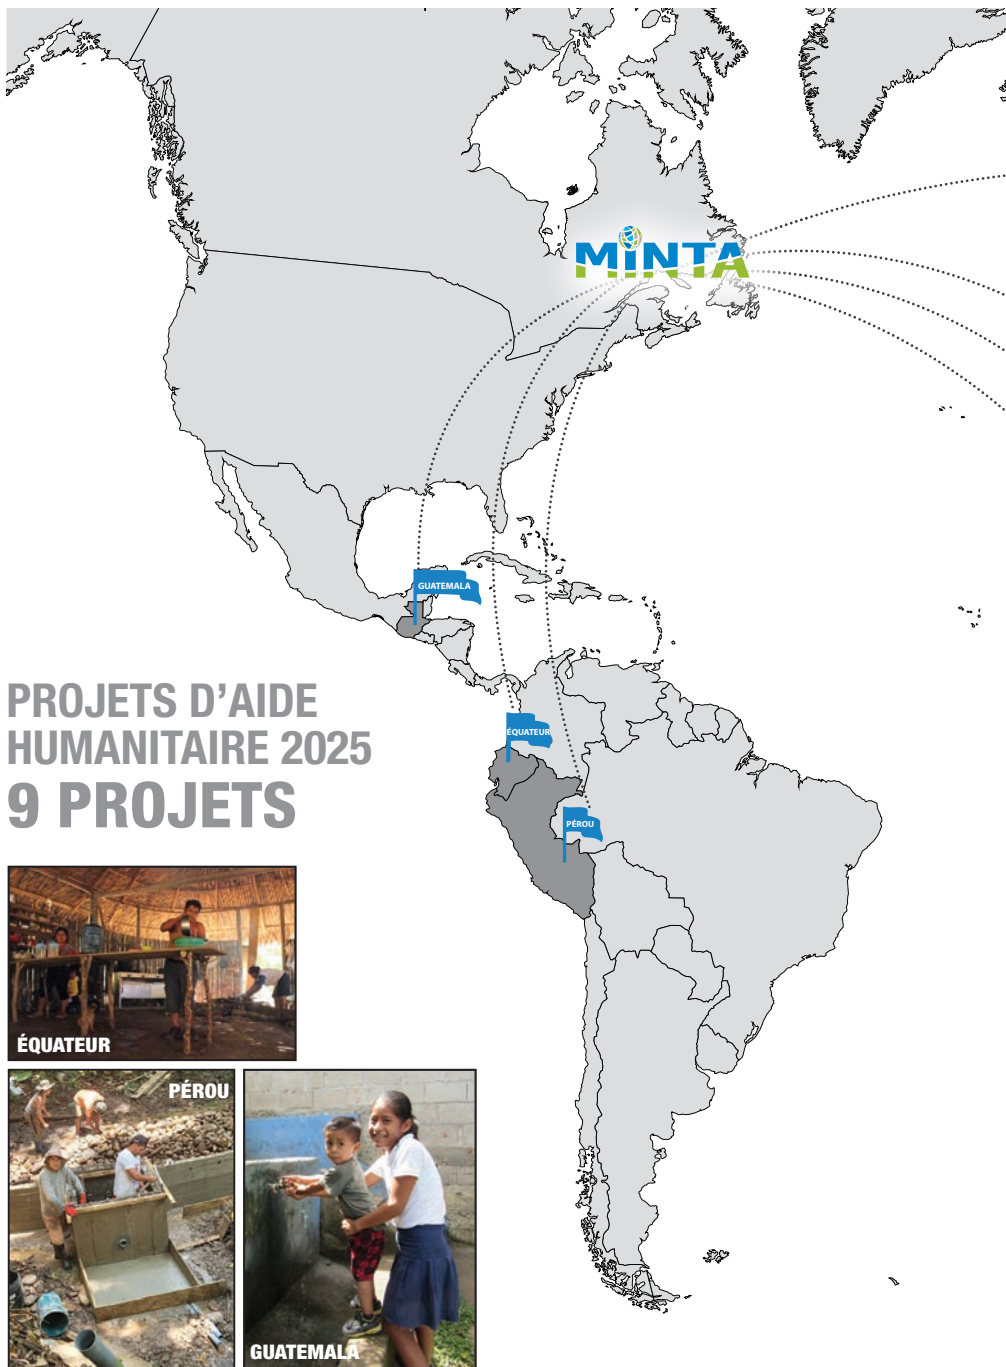 MiNTA
GUATEMALA
ÉQUATEUR
PÉROU
PROJETS D'AIDE
HUMANITAIRE 2025
9 PROJETS
ÉQUATEUR
PÉROU
GUATEMALA